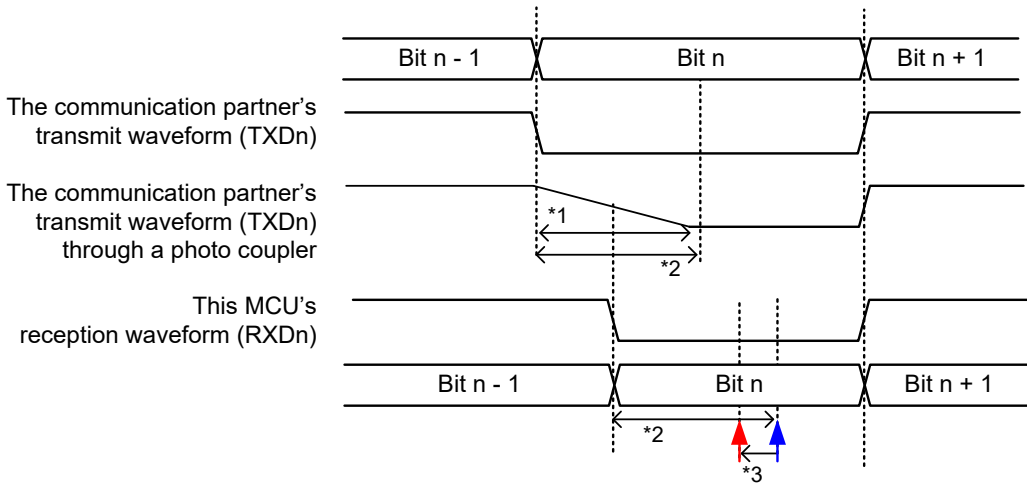 Bit n - 1 Bit n Bit n + 1
The communication partner’s
transmit waveform (TXDn)
The communication partner’s
transmit waveform (TXDn)
through a photo coupler
*1
*2
This MCU’s
reception waveform (RXDn)
Bit n - 1 Bit n Bit n + 1
*2
*3